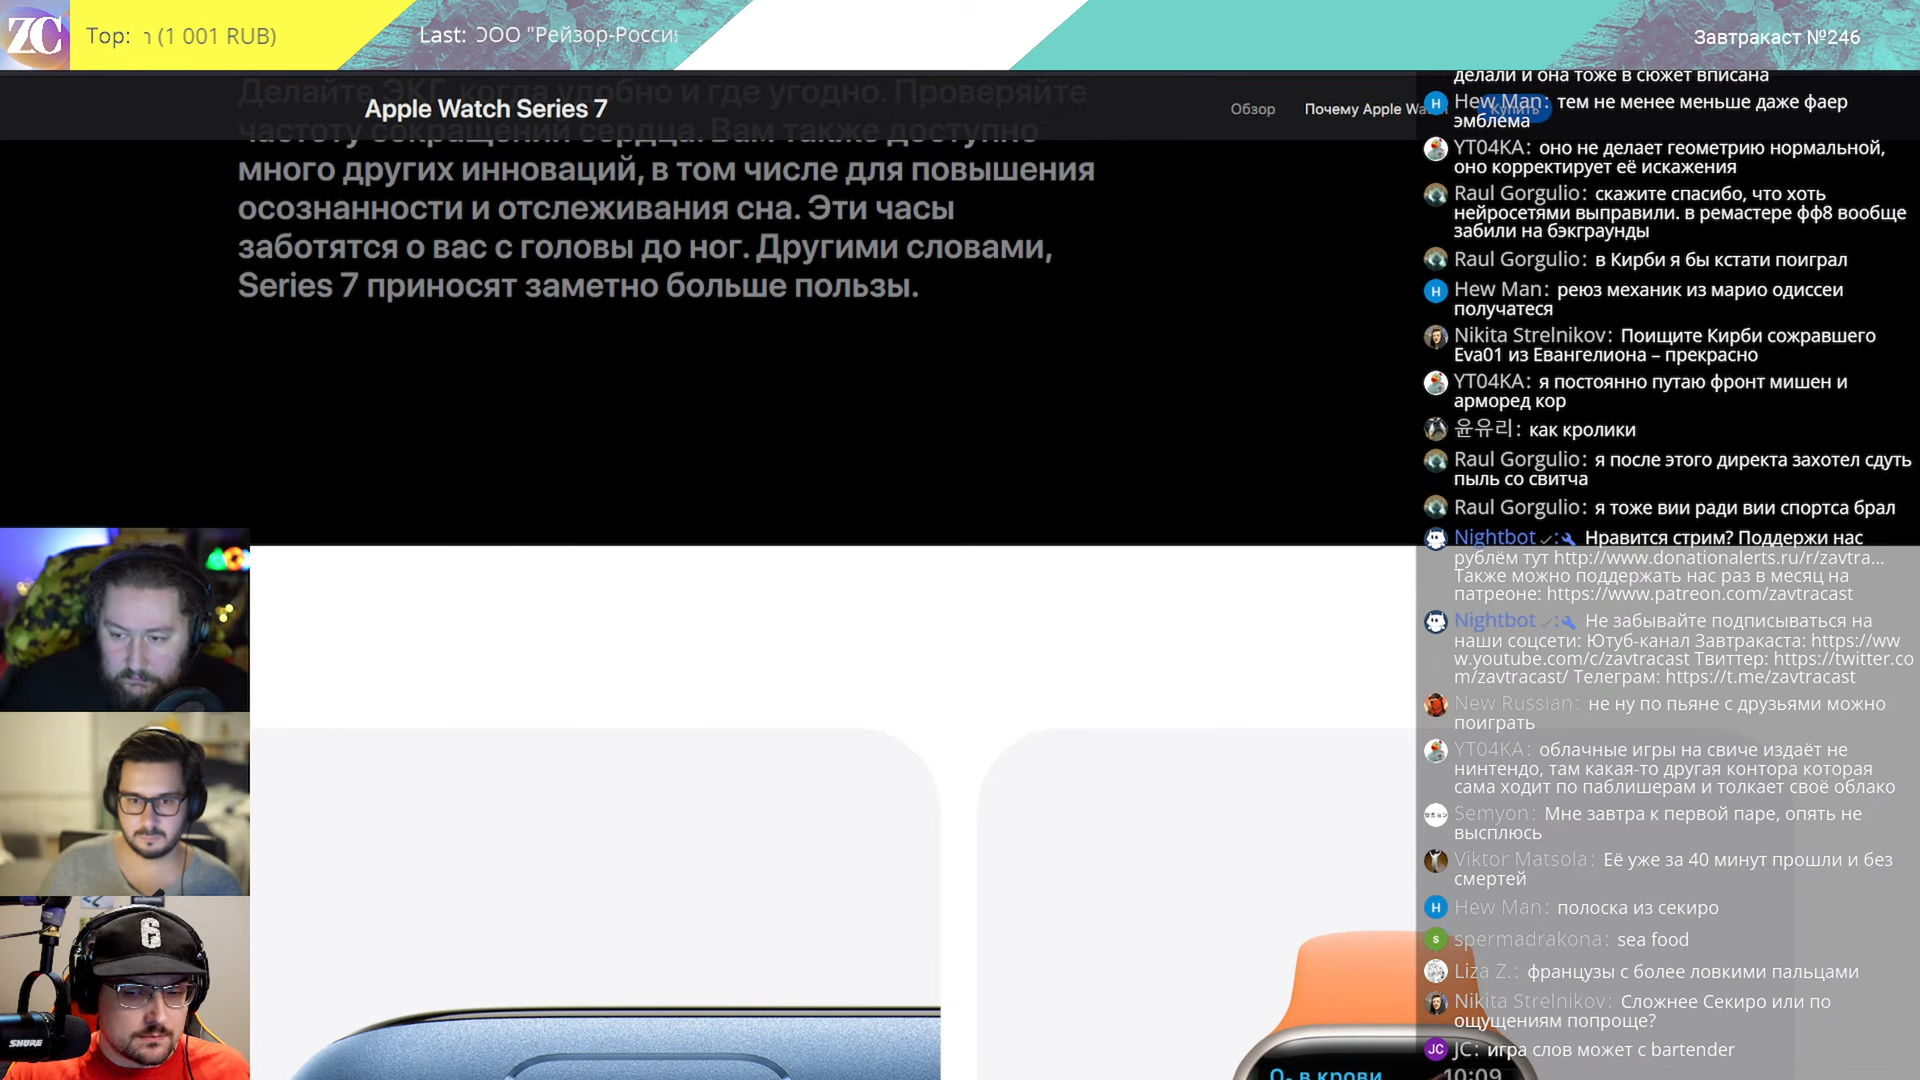 ZC
Top: (1 001 RUB)
Last: ООО "Рейзор-Росси
Завтракаст №246
Apple Watch Series 7
Обзор
Почему Apple Wa
Купить
Делайте ЭКГ, когда удобно и где угодно. Проверяйте
частоту сокращений сердца. Вам также доступно
много других инноваций, в том числе для повышения
осознанности и отслеживания сна. Эти часы
заботятся о вас с головы до ног. Другими словами,
Series 7 приносят заметно больше пользы.
6
SHURE
O₂ в крови
10:09
делали и она тоже в сюжет вписана
Hew Man: тем не менее меньше даже фаер
эмблема
YT04KA: оно не делает геометрию нормальной,
оно корректирует её искажения
Raul Gorgulio: скажите спасибо, что хоть
нейросетями выправили. в ремастере фф8 вообще
забили на бэкграунды
Raul Gorgulio: в Кирби я бы кстати поиграл
Hew Man: реюз механик из марио одиссеи
получатеся
Nikita Strelnikov: Поищите Кирби сожравшего
Eva01 из Евангелиона – прекрасно
YT04KA: я постоянно путаю фронт мишен и
арморед кор
윤유리: как кролики
Raul Gorgulio: я после этого директа захотел сдуть
пыль со свитча
Raul Gorgulio: я тоже вии ради вии спортса брал
Nightbot: Нравится стрим? Поддержи нас
рублём тут http://www.donationalerts.ru/r/zavtra...
Также можно поддержать нас раз в месяц на
патреоне: https://www.patreon.com/zavtracast
Nightbot: Не забывайте подписываться на
наши соцсети: Ютуб-канал Завтракаста: https://ww
w.youtube.com/c/zavtracast Твиттер: https://twitter.co
m/zavtracast/ Телеграм: https://t.me/zavtracast
New Russian: не ну по пьяне с друзьями можно
поиграть
YT04KA: облачные игры на свиче издаёт не
нинтендо, там какая-то другая контора которая
сама ходит по паблишерам и толкает своё облако
Semyon: Мне завтра к первой паре, опять не
высплюсь
Viktor Matsola: Её уже за 40 минут прошли и без
смертей
Hew Man: полоска из секиро
spermadrakona: sea food
Liza Z.: французы с более ловкими пальцами
Nikita Strelnikov: Сложнее Секиро или по
ощущениям попроще?
JC: игра слов может с bartender